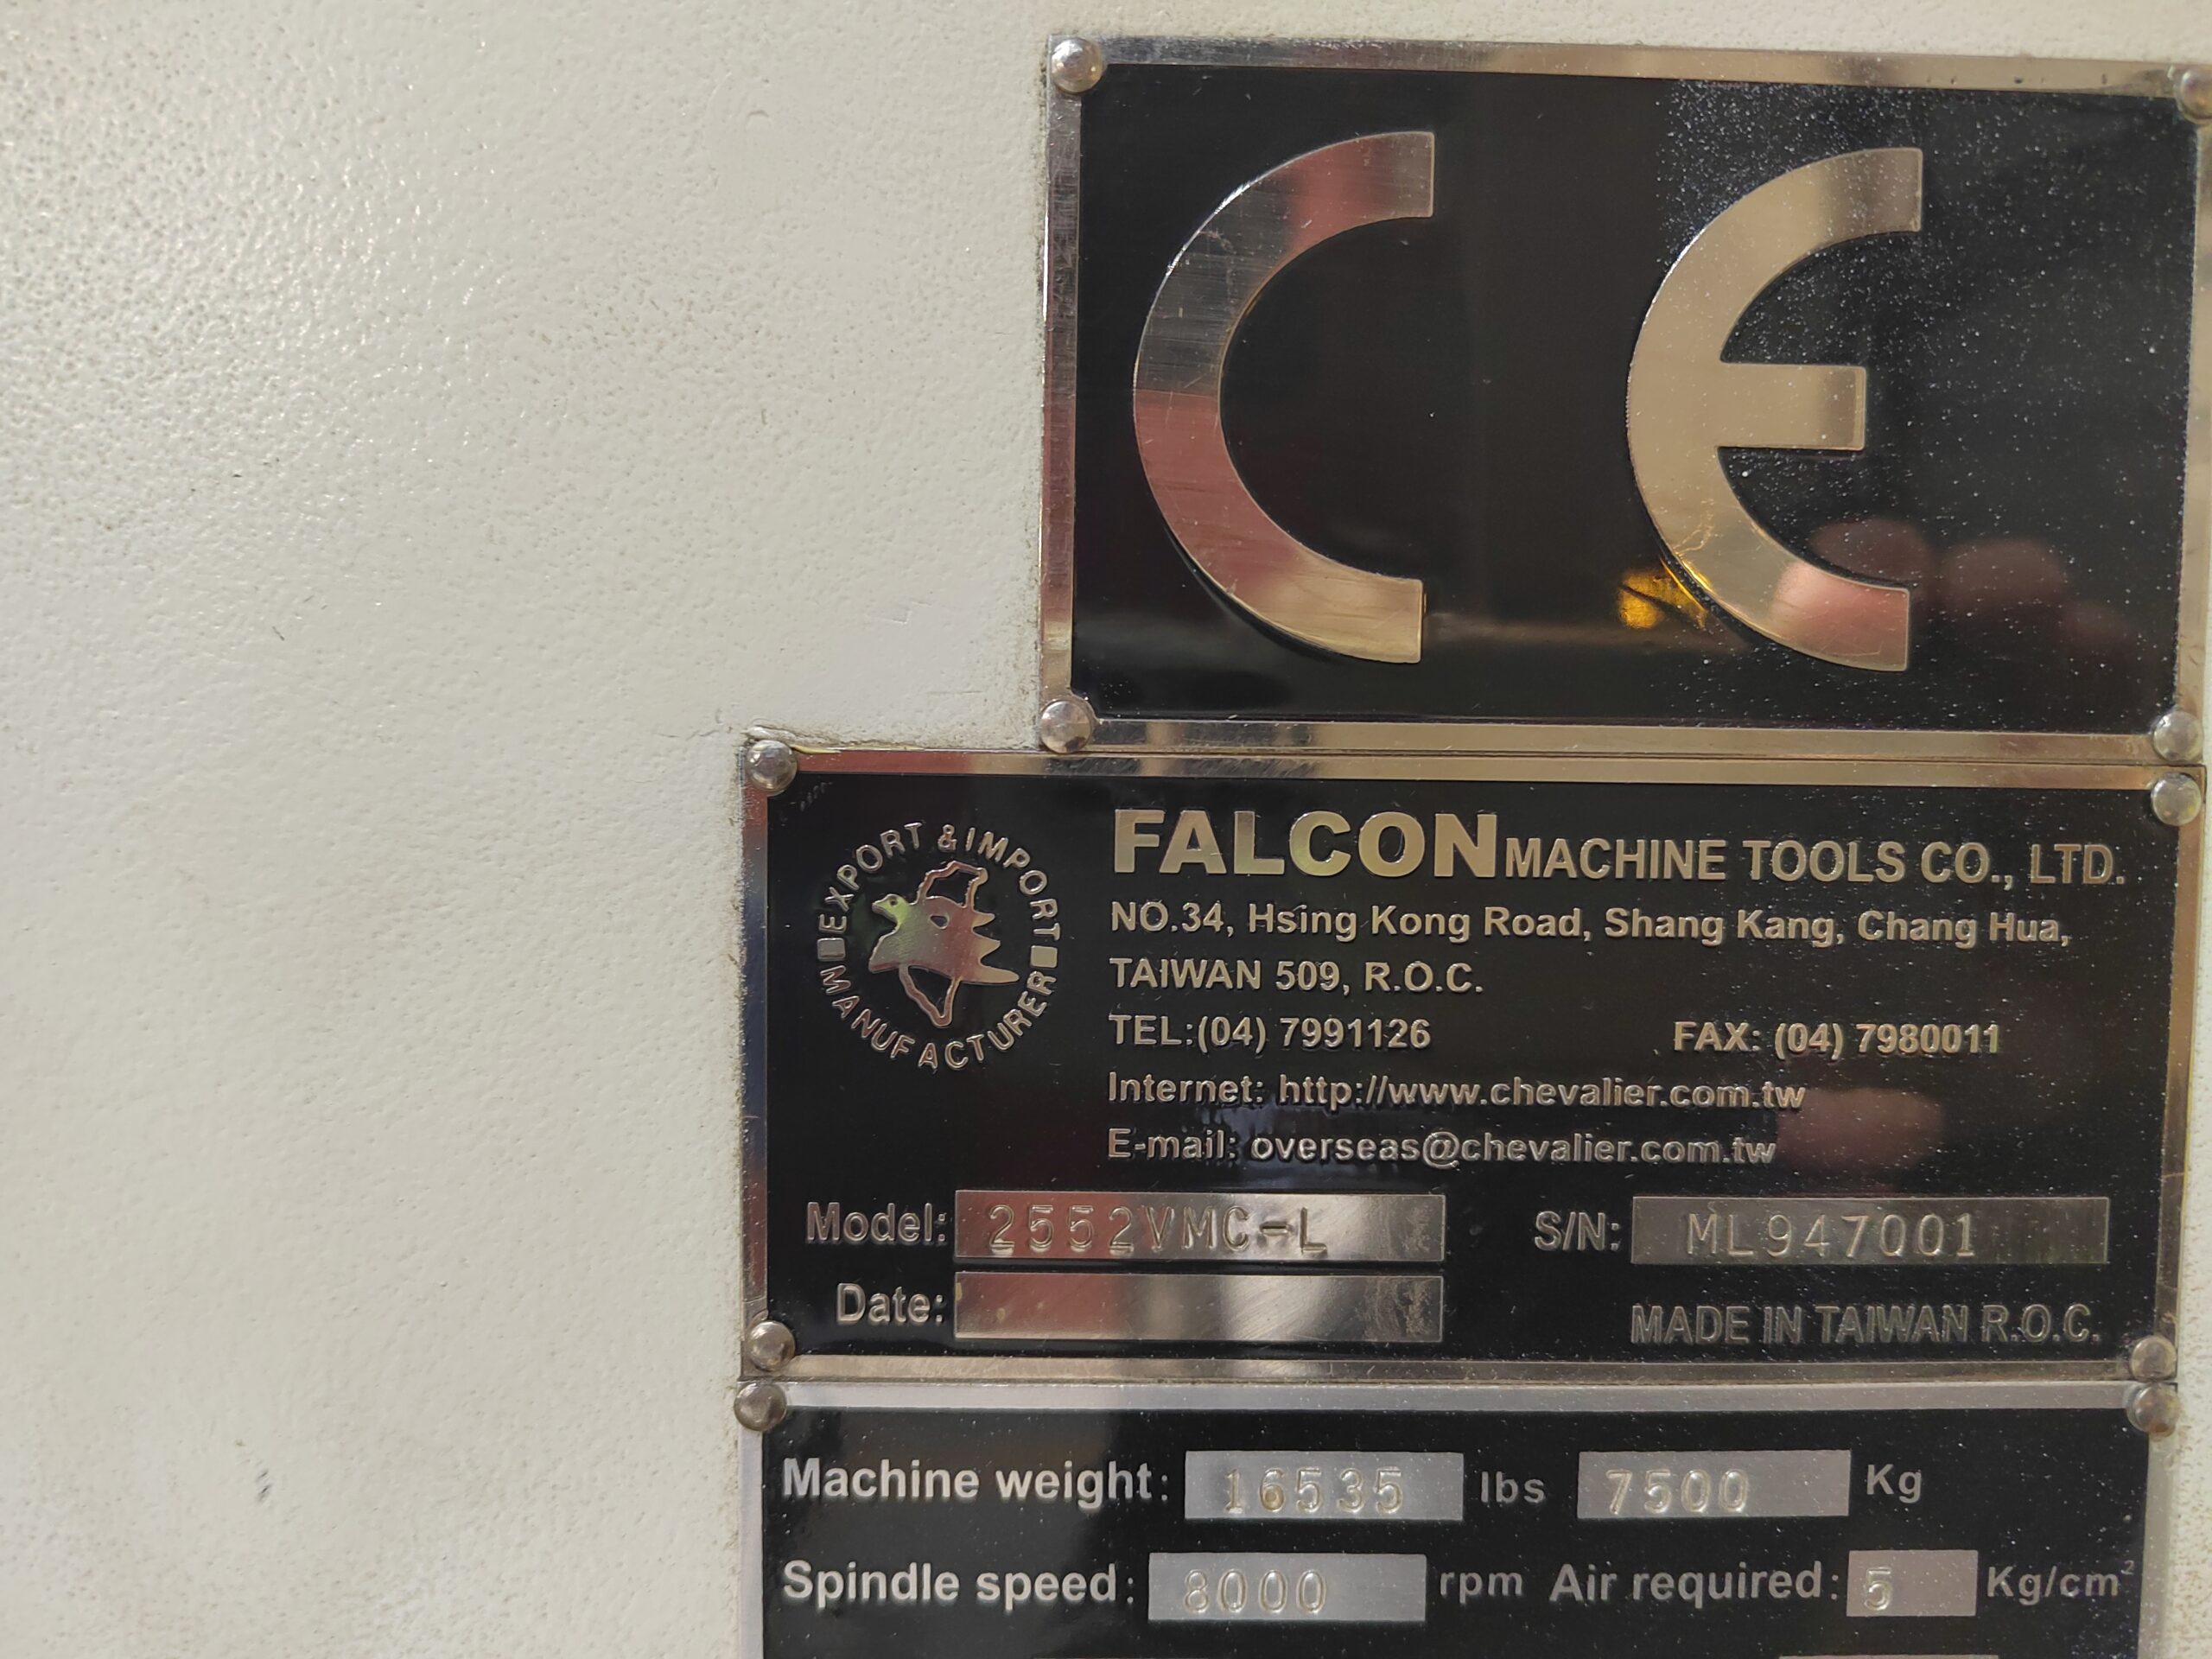 CE
EXPORT & IMPORT
MANUFACTURER
FALCON MACHINE TOOLS CO., LTD.
NO.34, Hsing Kong Road, Shang Kang, Chang Hua,
TAIWAN 509, R.O.C.
TEL:(04) 7991126 FAX: (04) 7980011
Internet: http://www.chevalier.com.tw
E-mail: overseas@chevalier.com.tw
Model: 2552VMC-L S/N: ML947001
Date: MADE IN TAIWAN R.O.C.
Machine weight: 16535 lbs 7500 Kg
Spindle speed: 8000 rpm Air required: 5 Kg/cm²